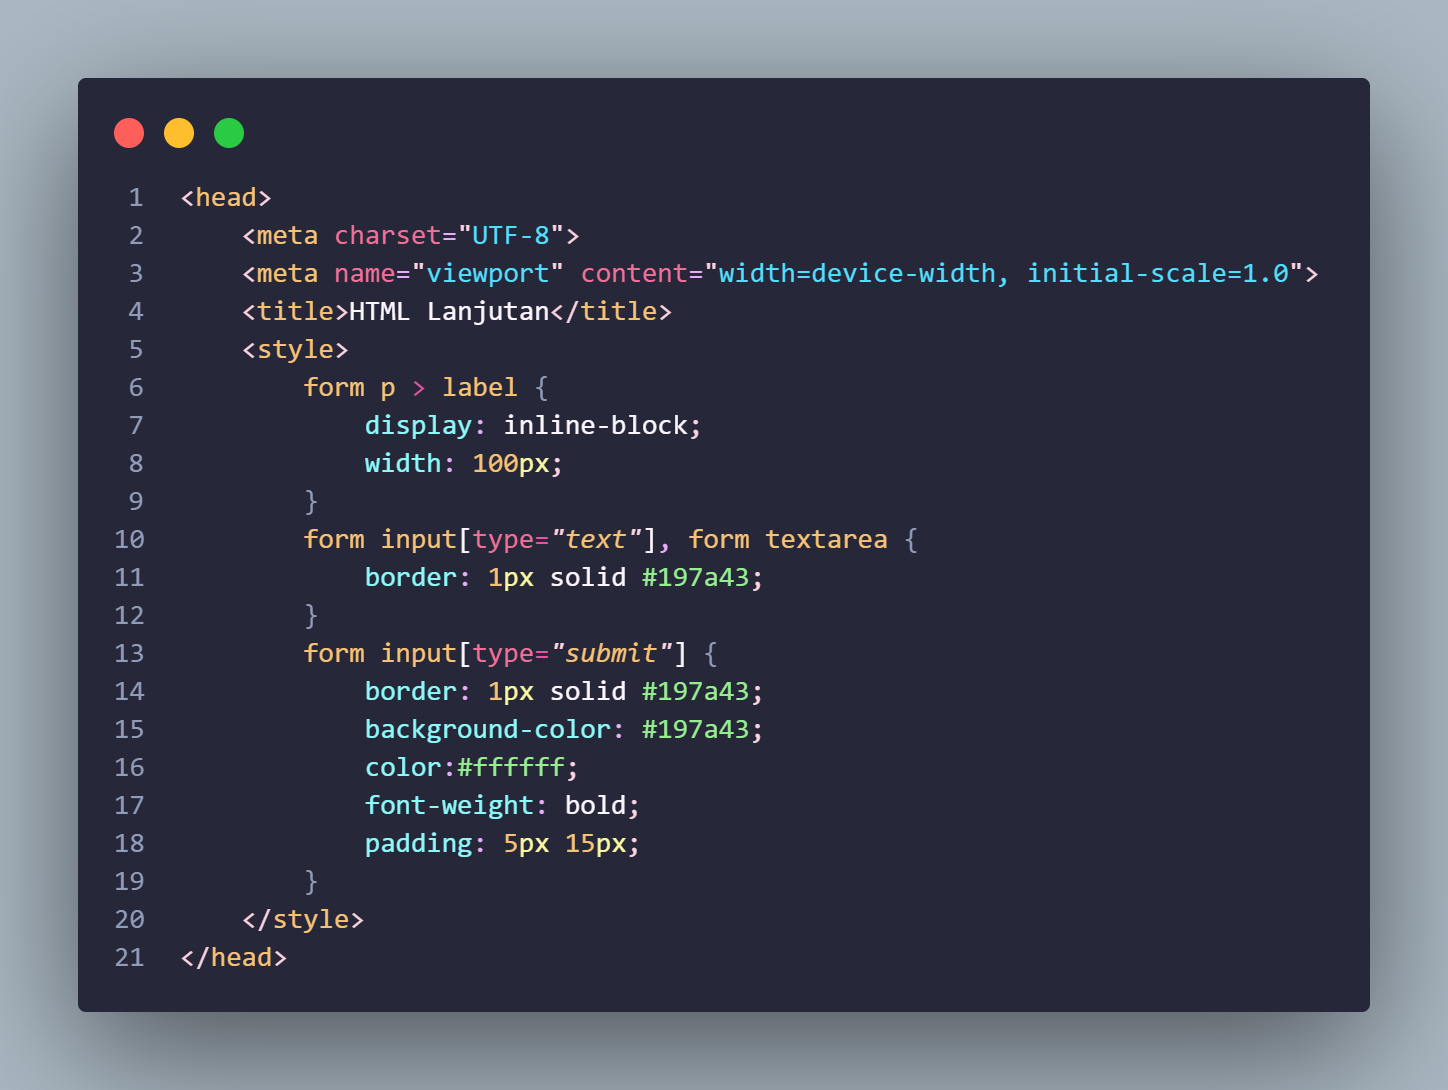 1 <head>
2     <meta charset="UTF-8">
3     <meta name="viewport" content="width=device-width, initial-scale=1.0">
4     <title>HTML Lanjutan</title>
5     <style>
6         form p > label {
7             display: inline-block;
8             width: 100px;
9         }
10         form input[type="text"], form textarea {
11             border: 1px solid #197a43;
12         }
13         form input[type="submit"] {
14             border: 1px solid #197a43;
15             background-color: #197a43;
16             color:#ffffff;
17             font-weight: bold;
18             padding: 5px 15px;
19         }
20     </style>
21 </head>